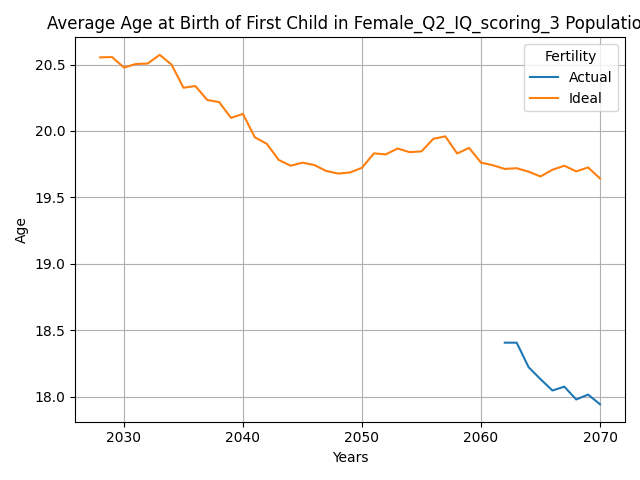 Average Age at Birth of First Child in Female_Q2_IQ_scoring_3 Populatio
Fertility
Actual
Ideal
20.5
20.0
19.5
19.0
18.5
18.0
Age
2030 2040 2050 2060 2070
Years